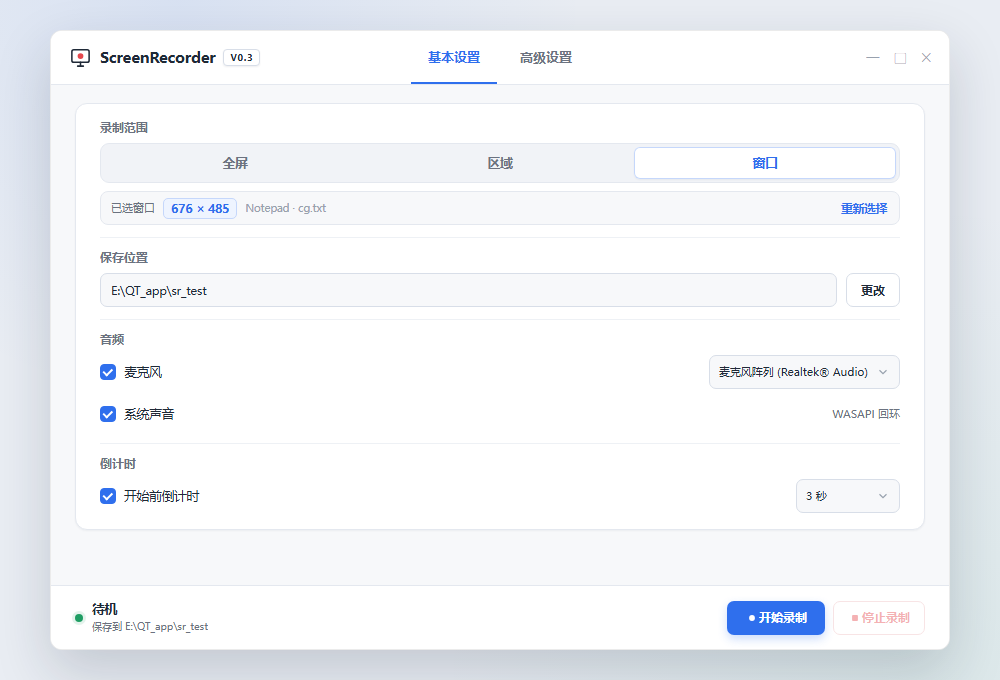 ScreenRecorder V0.3 基本设置 高级设置
录制范围
全屏 区域 窗口
已选窗口 676 × 485 Notepad · cg.txt 重新选择
保存位置
E:\QT_app\sr_test 更改
音频
麦克风 麦克风阵列 (Realtek® Audio)
系统声音 WASAPI 回环
倒计时
开始前倒计时 3 秒
待机
保存到 E:\QT_app\sr_test
开始录制 停止录制